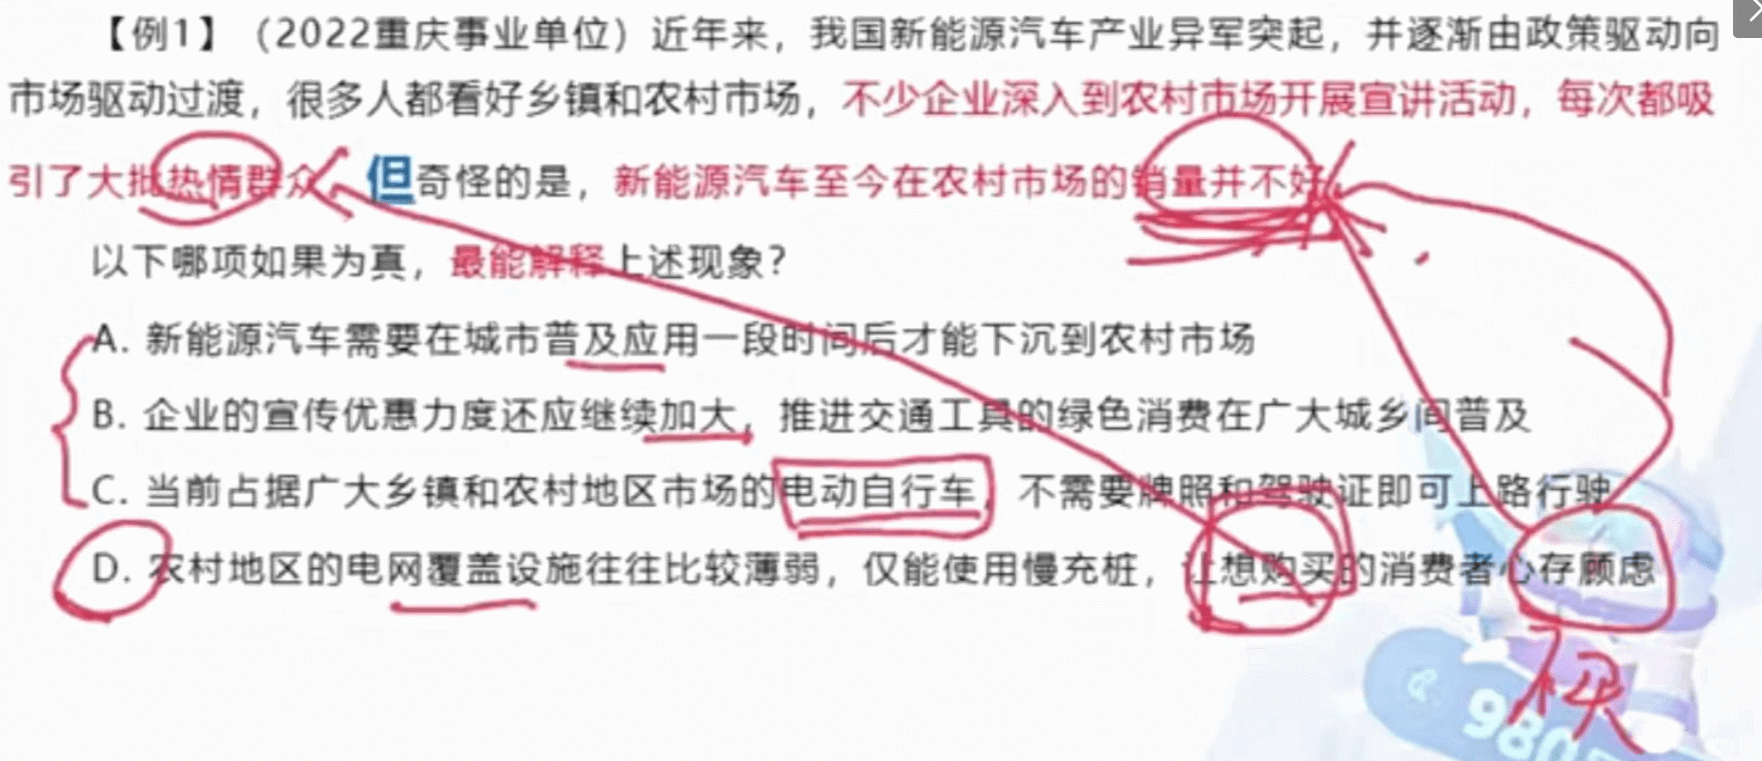 【例1】（2022重庆事业单位）近年来，我国新能源汽车产业异军突起，并逐渐由政策驱动向
市场驱动过渡，很多人都看好乡镇和农村市场，不少企业深入到农村市场开展宣讲活动，每次都吸
引了大批热情群众 但奇怪的是，新能源汽车至今在农村市场的销量并不好
以下哪项如果为真，最能解释上述现象？
A. 新能源汽车需要在城市普及应用一段时间后才能下沉到农村市场
B. 企业的宣传优惠力度还应继续加大，推进交通工具的绿色消费在广大城乡间普及
C. 当前占据广大乡镇和农村地区市场的电动自行车，不需要牌照和驾驶证即可上路行驶
D. 农村地区的电网覆盖设施往往比较薄弱，仅能使用慢充桩，让想购买的消费者心存顾虑
980